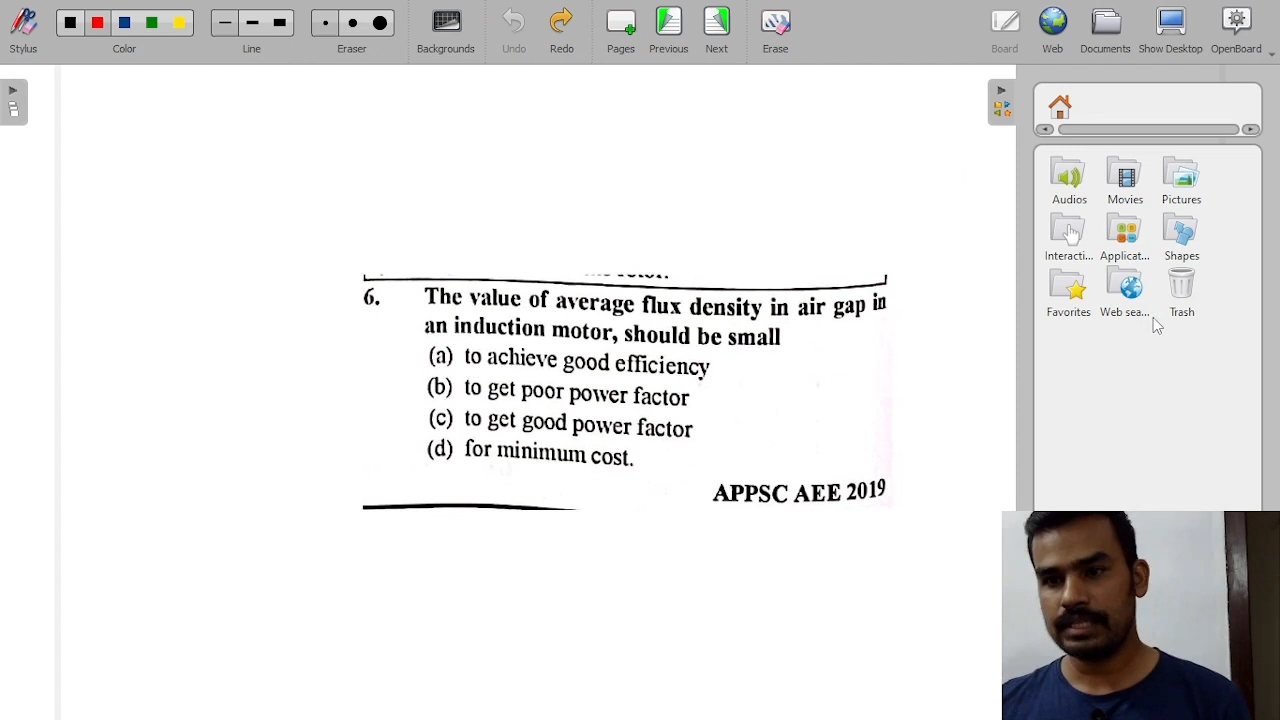 Stylus
Color
Line
Eraser
Backgrounds
Undo
Redo
Pages
Previous
Next
Erase
Board
Web
Documents
Show Desktop
OpenBoard
Audios
Movies
Pictures
Interacti...
Applicat...
Shapes
Favorites
Web sea...
Trash
6. The value of average flux density in air gap in
an induction motor, should be small
(a) to achieve good efficiency
(b) to get poor power factor
(c) to get good power factor
(d) for minimum cost.
APPSC AEE 2019